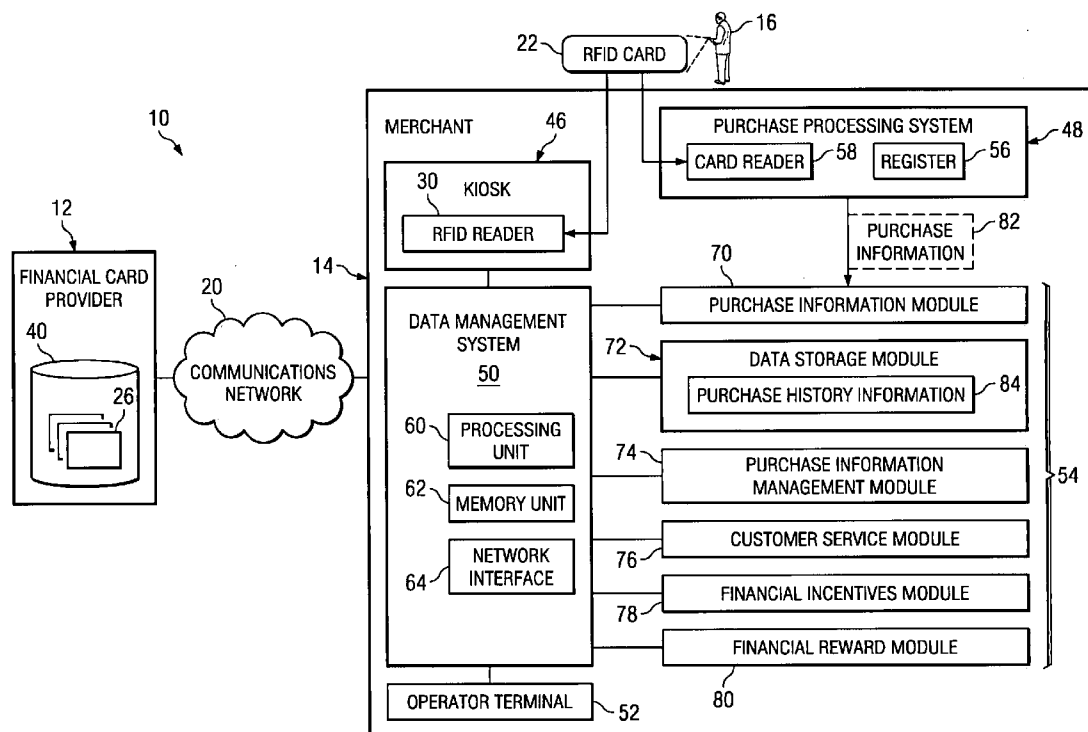 16
22
RFID CARD
10
MERCHANT
46
KIOSK
30
RFID READER
PURCHASE PROCESSING SYSTEM
48
CARD READER
58
REGISTER
56
PURCHASE
INFORMATION
82
12
FINANCIAL CARD
PROVIDER
40
26
20
COMMUNICATIONS
NETWORK
14
DATA MANAGEMENT
SYSTEM
50
60
PROCESSING
UNIT
62
MEMORY UNIT
64
NETWORK
INTERFACE
70
PURCHASE INFORMATION MODULE
72
DATA STORAGE MODULE
PURCHASE HISTORY INFORMATION
84
74
PURCHASE INFORMATION
MANAGEMENT MODULE
54
CUSTOMER SERVICE MODULE
76
FINANCIAL INCENTIVES MODULE
78
FINANCIAL REWARD MODULE
80
OPERATOR TERMINAL
52